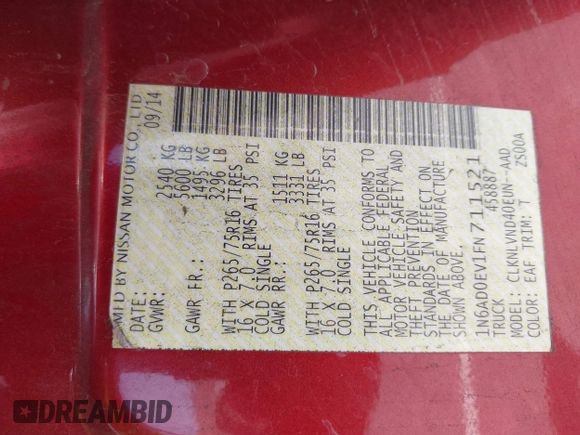 MFD BY NISSAN MOTOR CO., LTD.
DATE: 09/14
GVWR: 2540 KG
5600 LB
GAWR FR.: 1495 KG
3296 LB
WITH P265/75R16 TIRES
16 X 7.0 RIMS AT 35 PSI
COLD SINGLE
GAWR RR.: 1511 KG
3331 LB
WITH P265/75R16 TIRES
16 X 7.0 RIMS AT 35 PSI
COLD SINGLE
THIS VEHICLE CONFORMS TO
ALL APPLICABLE FEDERAL
MOTOR VEHICLE SAFETY AND
THEFT PREVENTION
STANDARDS IN EFFECT ON
THE DATE OF MANUFACTURE
SHOWN ABOVE.
1N6AD0EV1FN711521
TRUCK 458887
MODEL: CLRNLVND40EUN--AAD
COLOR: EAF TRIM: T ZS00A
DREAMBID